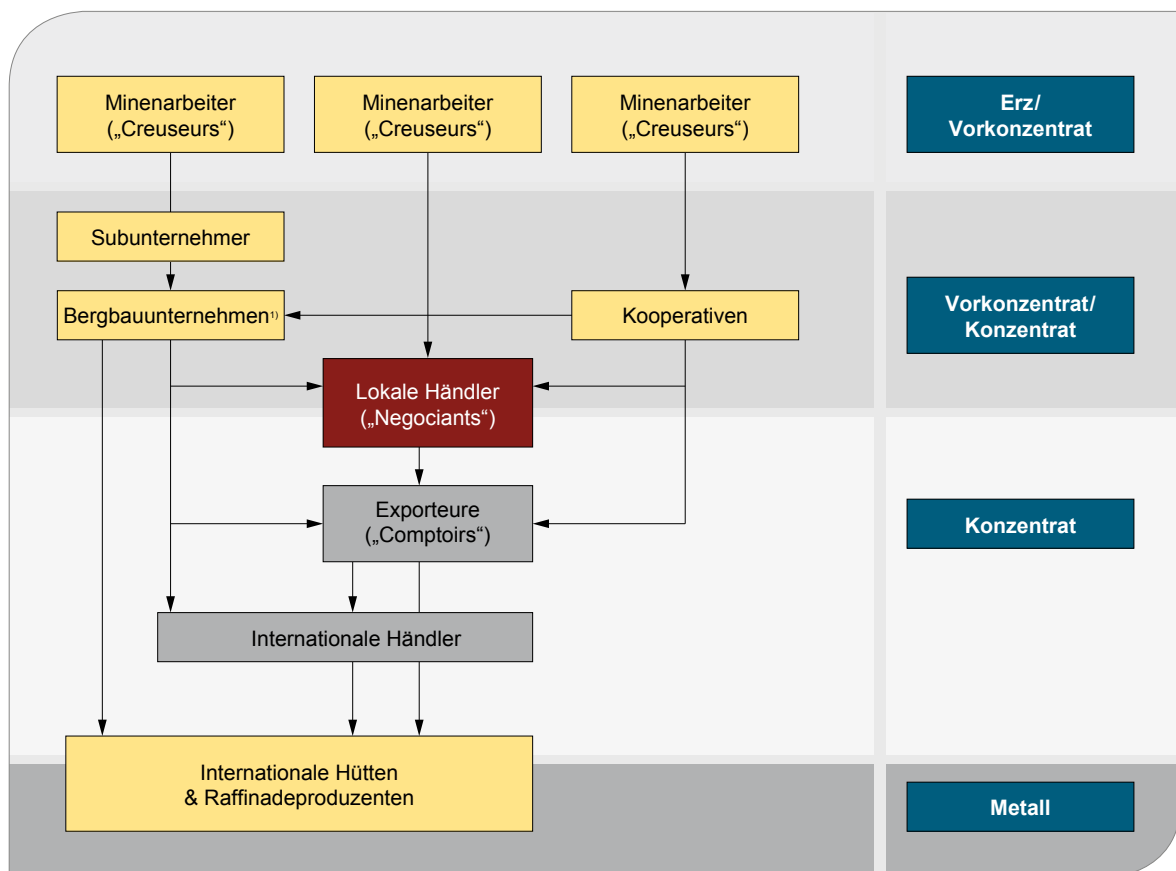 Minenarbeiter
(„Creuseurs“)
Minenarbeiter
(„Creuseurs“)
Minenarbeiter
(„Creuseurs“)
Erz/
Vorkonzentrat
Subunternehmer
Bergbauunternehmen¹⁾
Kooperativen
Vorkonzentrat/
Konzentrat
Lokale Händler
(„Negociants“)
Exporteure
(„Comptoirs“)
Konzentrat
Internationale Händler
Internationale Hütten
& Raffinadeproduzenten
Metall